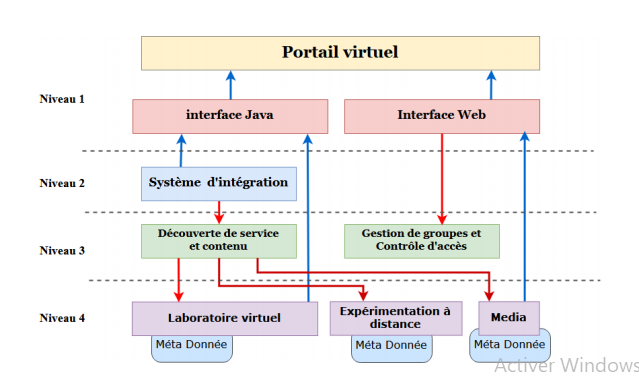 Portail virtuel
Niveau 1
interface Java
Interface Web
Niveau 2
Système d'intégration
Niveau 3
Découverte de service
et contenu
Gestion de groupes et
Contrôle d'accès
Niveau 4
Laboratoire virtuel
Expérimentation à
distance
Media
Méta Donnée
Méta Donnée
Méta Donnée
Activer Windows